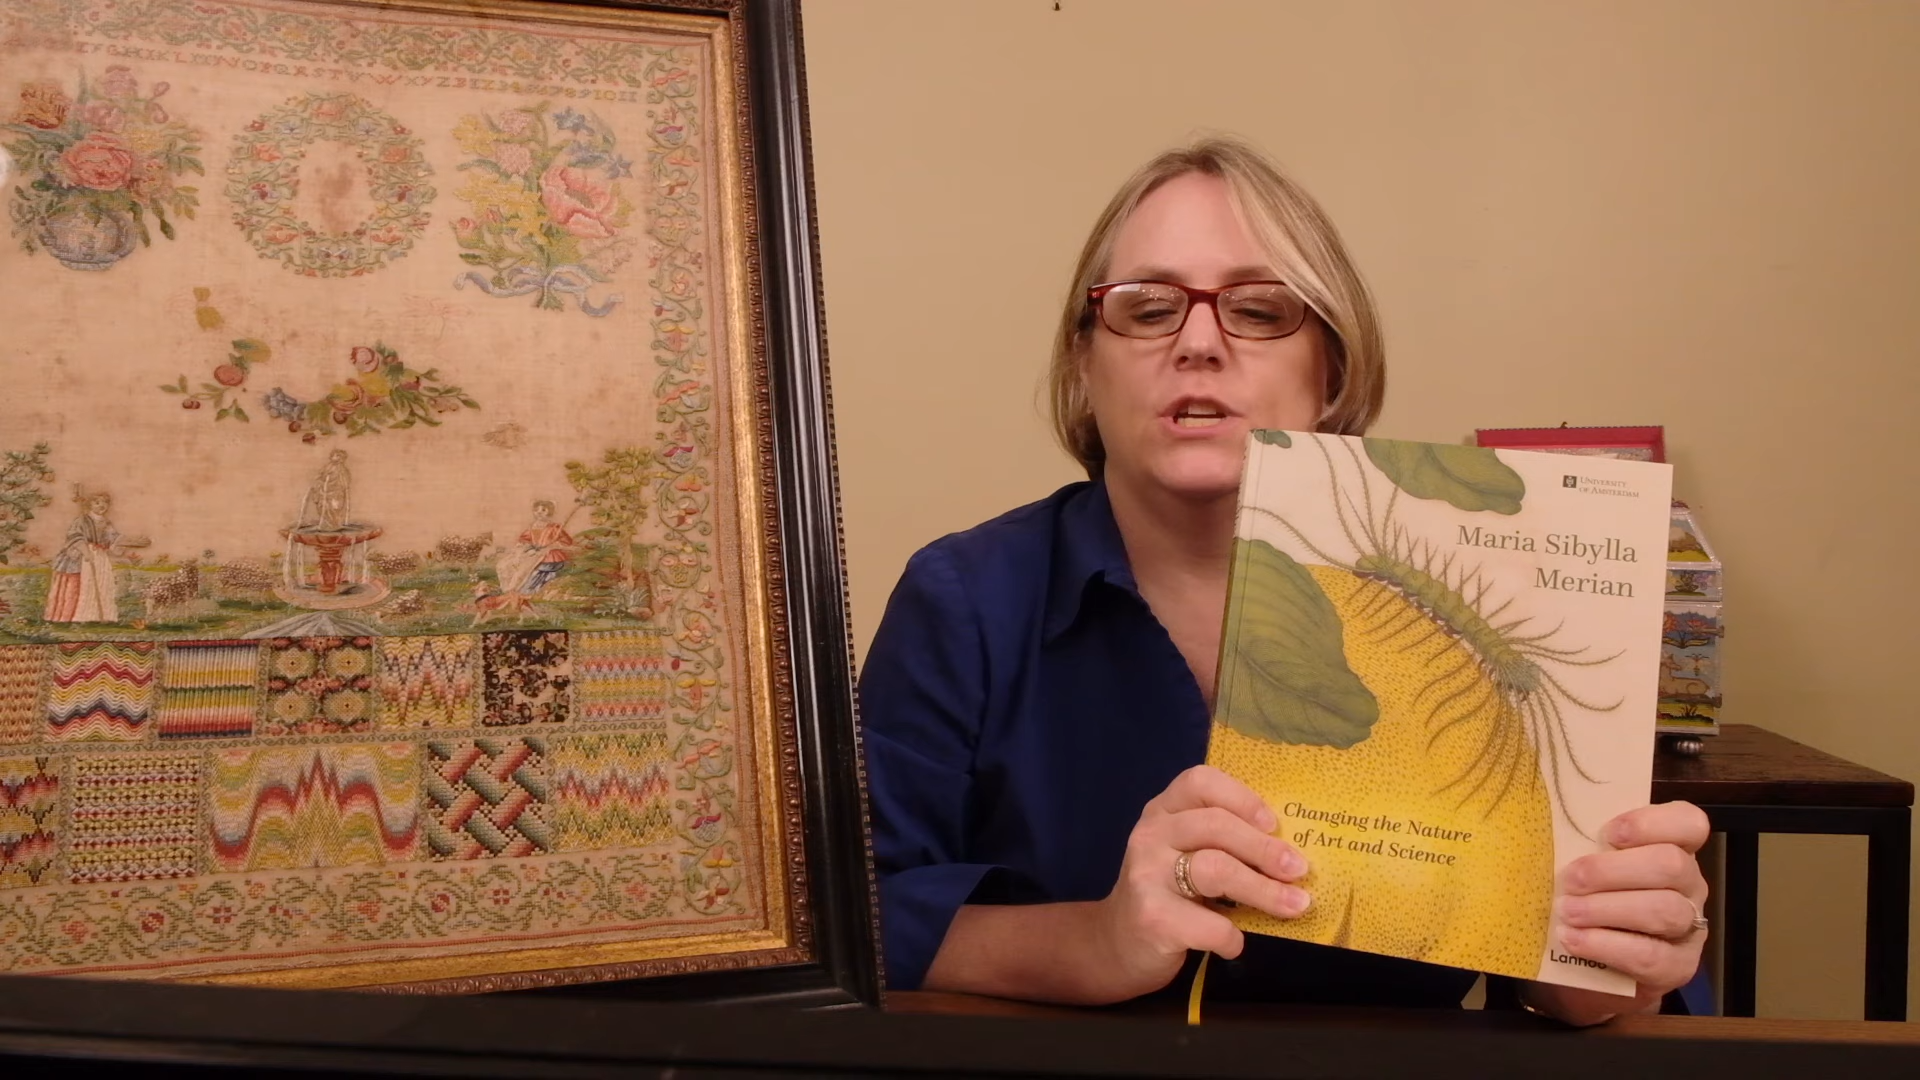 UNIVERSITY
OF AMSTERDAM
Maria Sibylla
Merian
Changing the Nature
of Art and Science